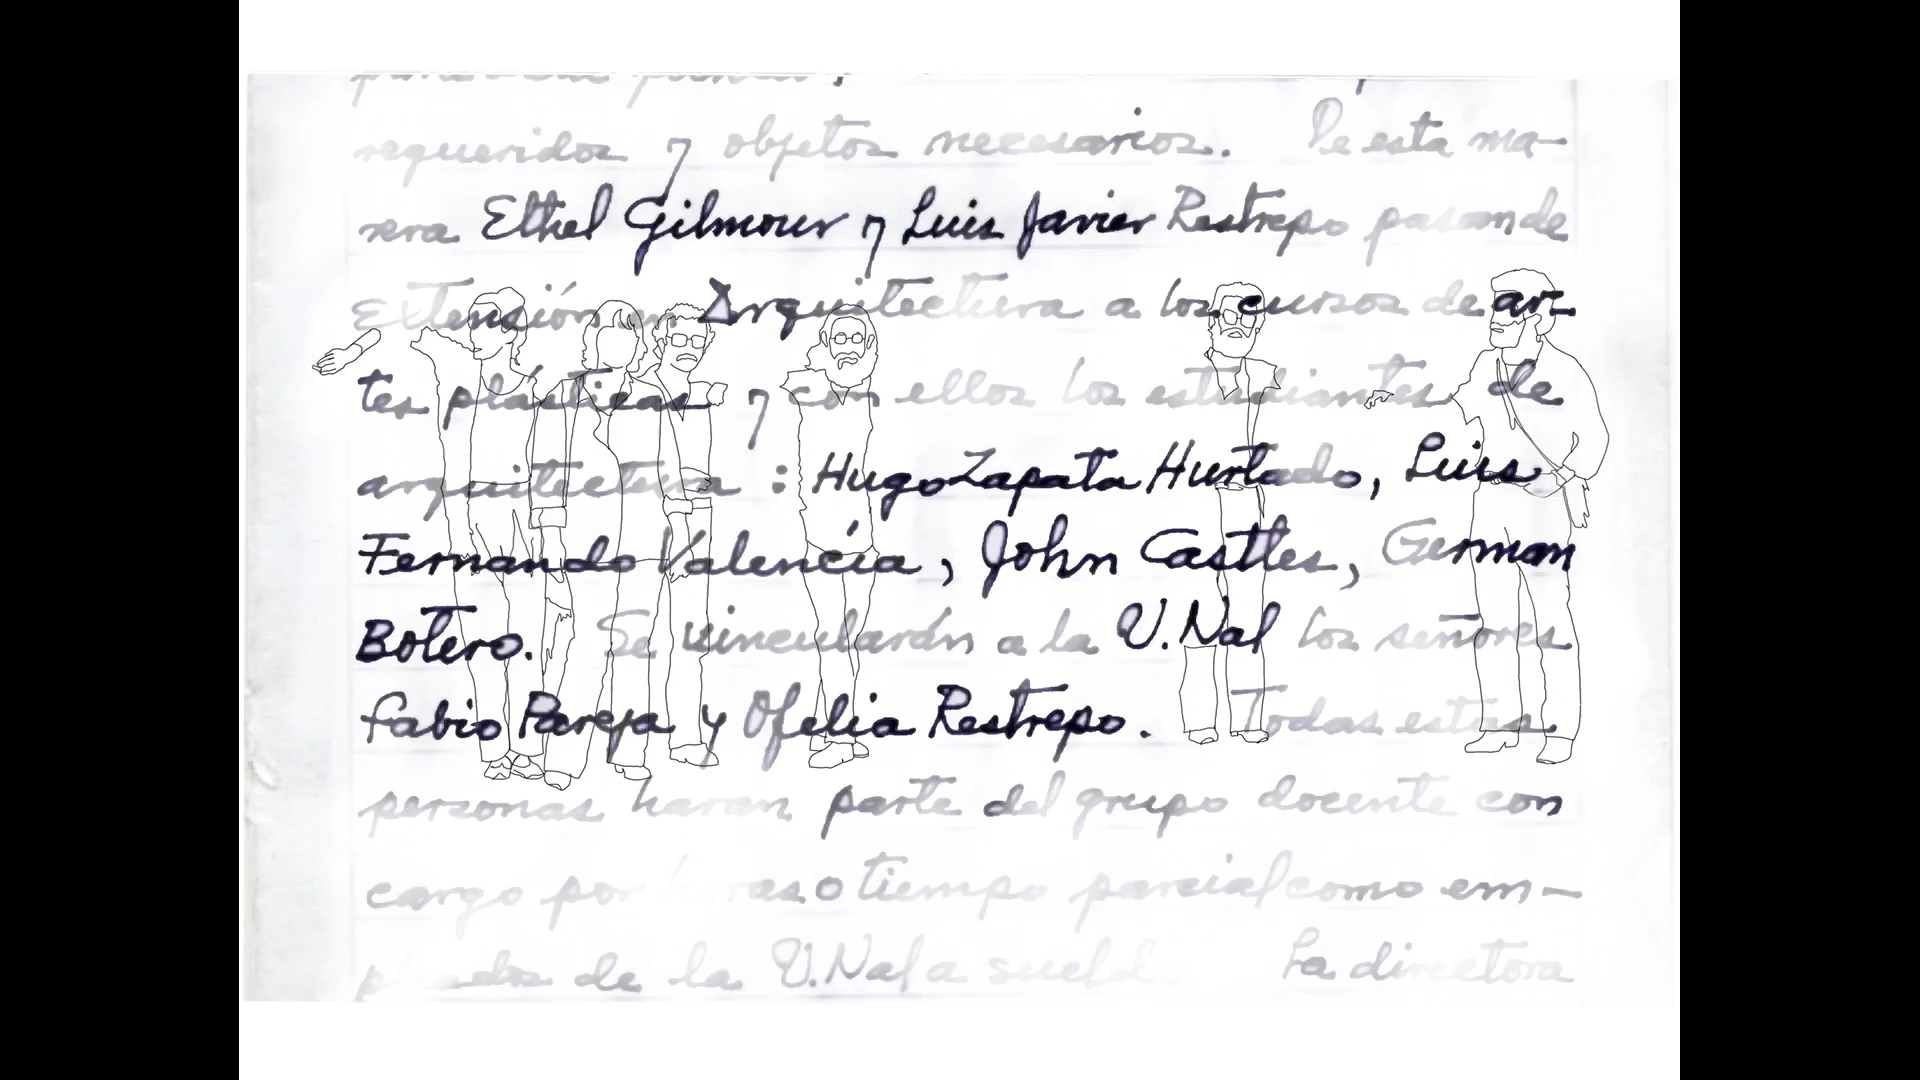 requeridos y objetos necesarios. De esta ma-
nera Ethel Gilmour y Luis Javier Restrepo pasan de
Extensión en Arquitectura a los cursos de ar-
tes plásticas y con ellos los estudiantes de
arquitectura : Hugo Zapata Hurtado, Luis
Fernando Valencia, John Castles, German
Botero. Se vincularán a la U.Nal los señores
Fabio Pareja y Ofelia Restrepo. Todas estas
personas haran parte del grupo docente con
cargo por horas o tiempo parcial como em-
pleados de la U.Nal a sueldo La directora